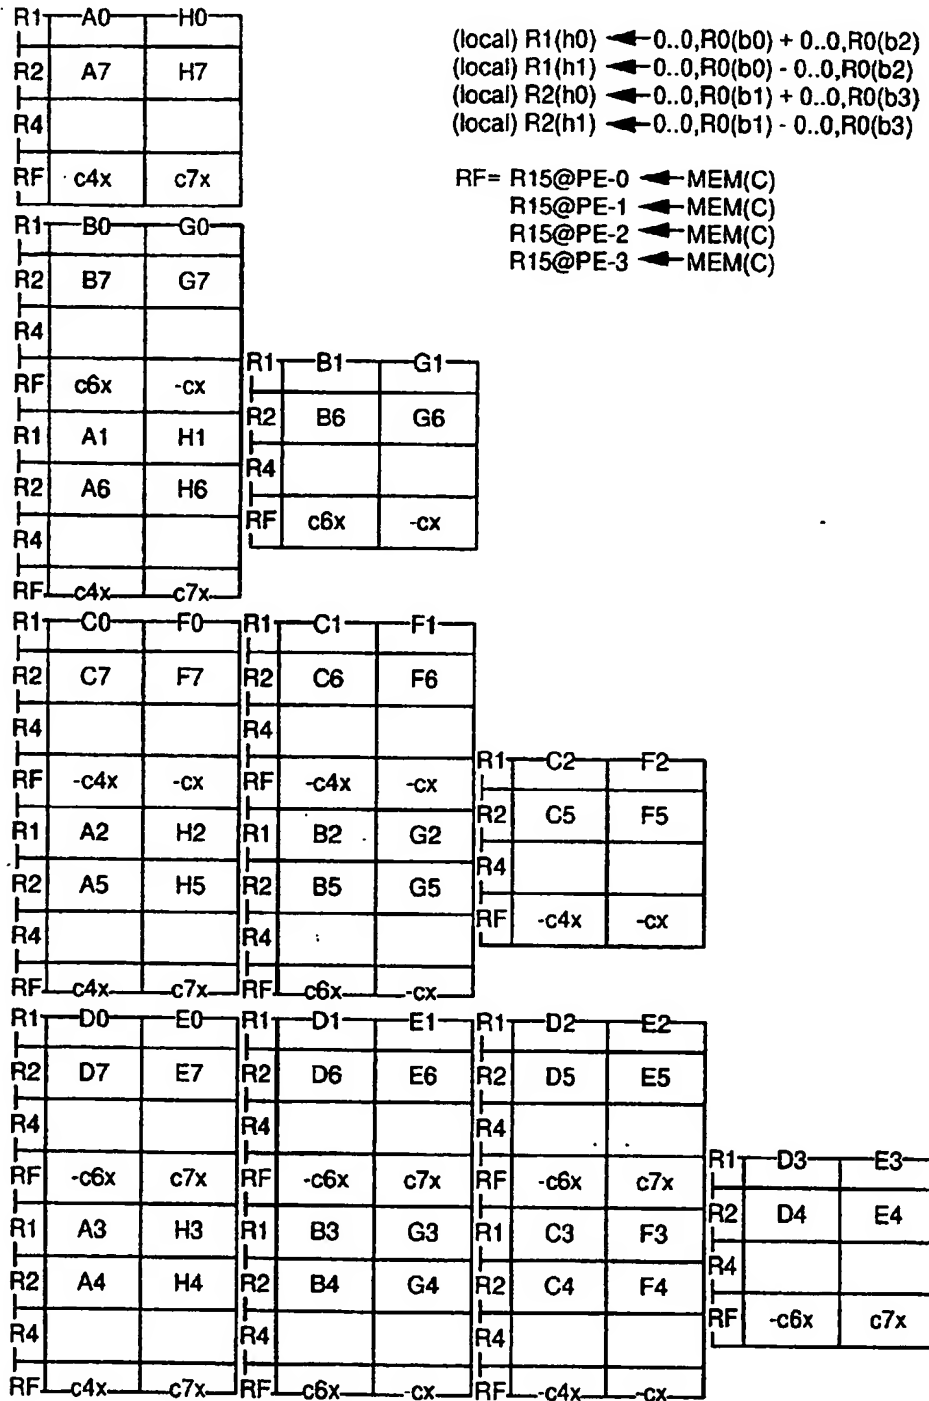 R1 A0 H0
R2 A7 H7
R4
RF c4x c7x
(local) R1(h0) ← 0..0,R0(b0) + 0..0,R0(b2)
(local) R1(h1) ← 0..0,R0(b0) - 0..0,R0(b2)
(local) R2(h0) ← 0..0,R0(b1) + 0..0,R0(b3)
(local) R2(h1) ← 0..0,R0(b1) - 0..0,R0(b3)
RF= R15@PE-0 ← MEM(C)
R15@PE-1 ← MEM(C)
R15@PE-2 ← MEM(C)
R15@PE-3 ← MEM(C)
R1 B0 G0
R2 B7 G7
R4
RF c6x -cx
R1 A1 H1
R2 A6 H6
R4
RF c4x c7x
R1 B1 G1
R2 B6 G6
R4
RF c6x -cx
R1 C0 F0
R2 C7 F7
R4
RF -c4x -cx
R1 A2 H2
R2 A5 H5
R4
RF c4x c7x
R1 C1 F1
R2 C6 F6
R4
RF -c4x -cx
R1 B2 G2
R2 B5 G5
R4
RF c6x -cx
R1 C2 F2
R2 C5 F5
R4
RF -c4x -cx
R1 D0 E0
R2 D7 E7
R4
RF -c6x c7x
R1 A3 H3
R2 A4 H4
R4
RF c4x c7x
R1 D1 E1
R2 D6 E6
R4
RF -c6x c7x
R1 B3 G3
R2 B4 G4
R4
RF c6x -cx
R1 D2 E2
R2 D5 E5
R4
RF -c6x c7x
R1 C3 F3
R2 C4 F4
R4
RF -c4x -cx
R1 D3 E3
R2 D4 E4
R4
RF -c6x c7x